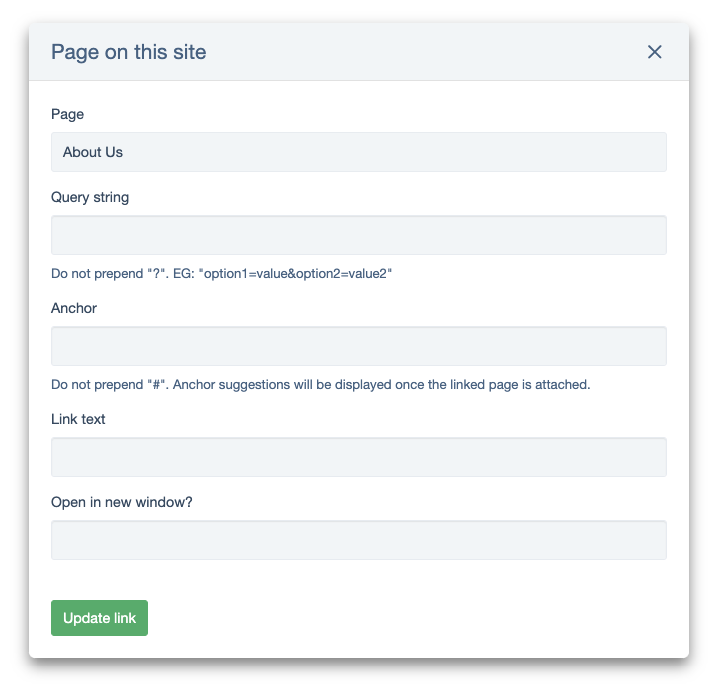 Page on this site
Page
About Us
Query string
Do not prepend "?". EG: "option1=value&option2=value2"
Anchor
Do not prepend "#". Anchor suggestions will be displayed once the linked page is attached.
Link text
Open in new window?
Update link